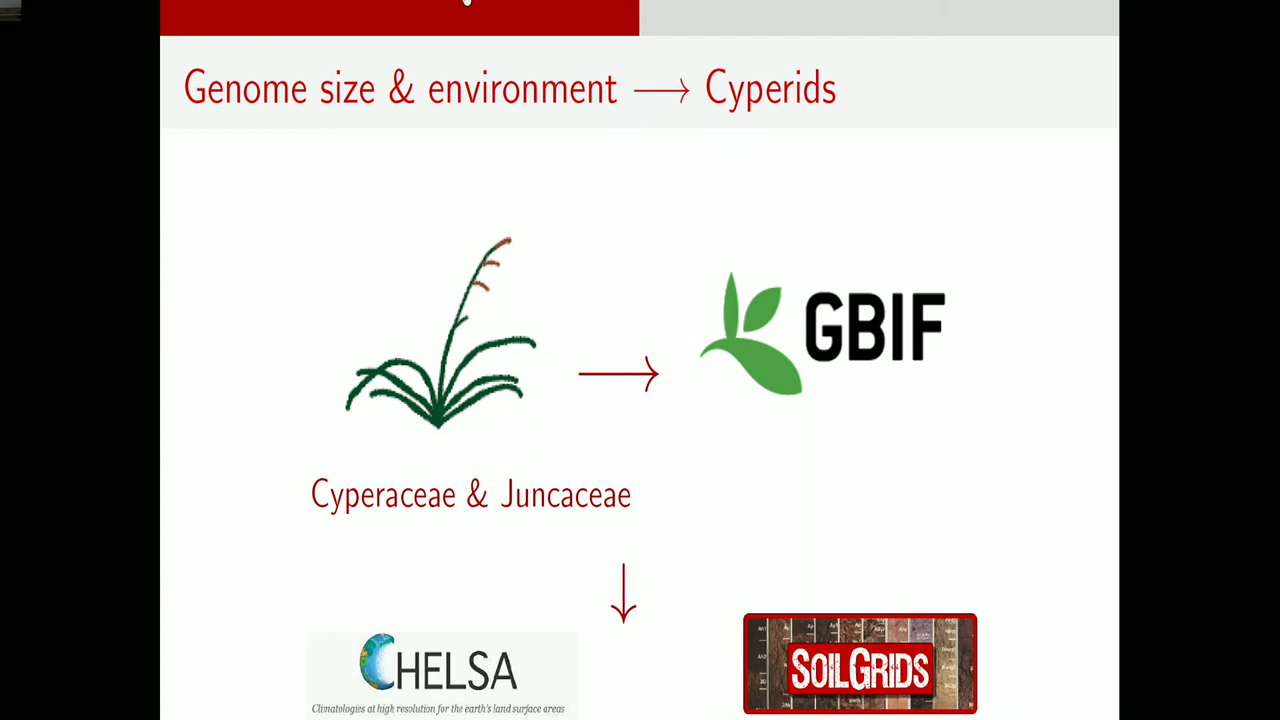 Genome size & environment → Cyperids
GBIF
Cyperaceae & Juncaceae
CHELSA
Climatologies at high resolution for the earth's land surface areas
SOILGRIDS